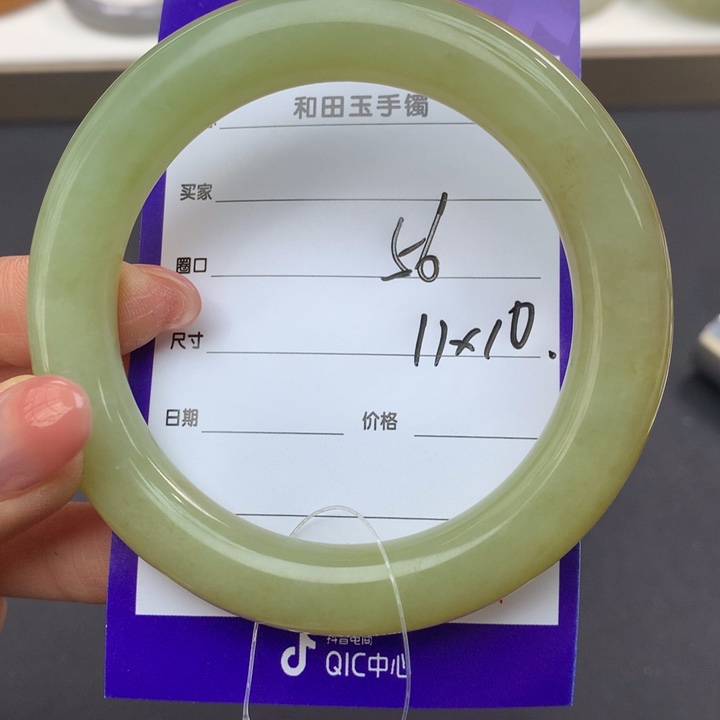 和田玉手镯
买家
圈口 56
尺寸 11×10.
日期 价格
抖音电商
QIC中心